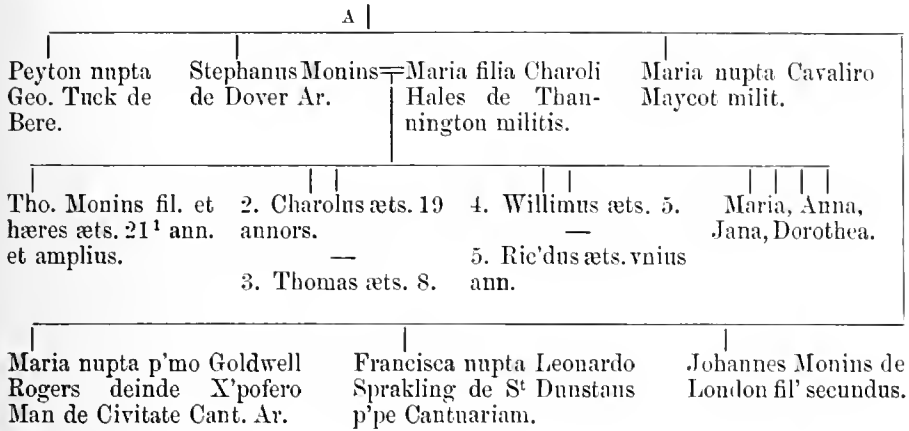 A
Peyton nupta
Geo. Tuck de
Bere.
Stephanus Monins
de Dover Ar.
Maria filia Charoli
Hales de Than-
nington militis.
Maria nupta Cavaliro
Maycot milit.
Tho. Monins fil. et
hæres æts. 21¹ ann.
et amplius.
2. Charolus æts. 19
annors.
—
3. Thomas æts. 8.
4. Willimus æts. 5.
—
5. Ric'dus æts. vnius
ann.
Maria, Anna,
Jana, Dorothea.
Maria nupta p'mo Goldwell
Rogers deinde X'pofero
Man de Civitate Cant. Ar.
Francisca nupta Leonardo
Sprakling de Sᵗ Dunstans
p'pe Cantuariam.
Johannes Monins de
London fil' secundus.